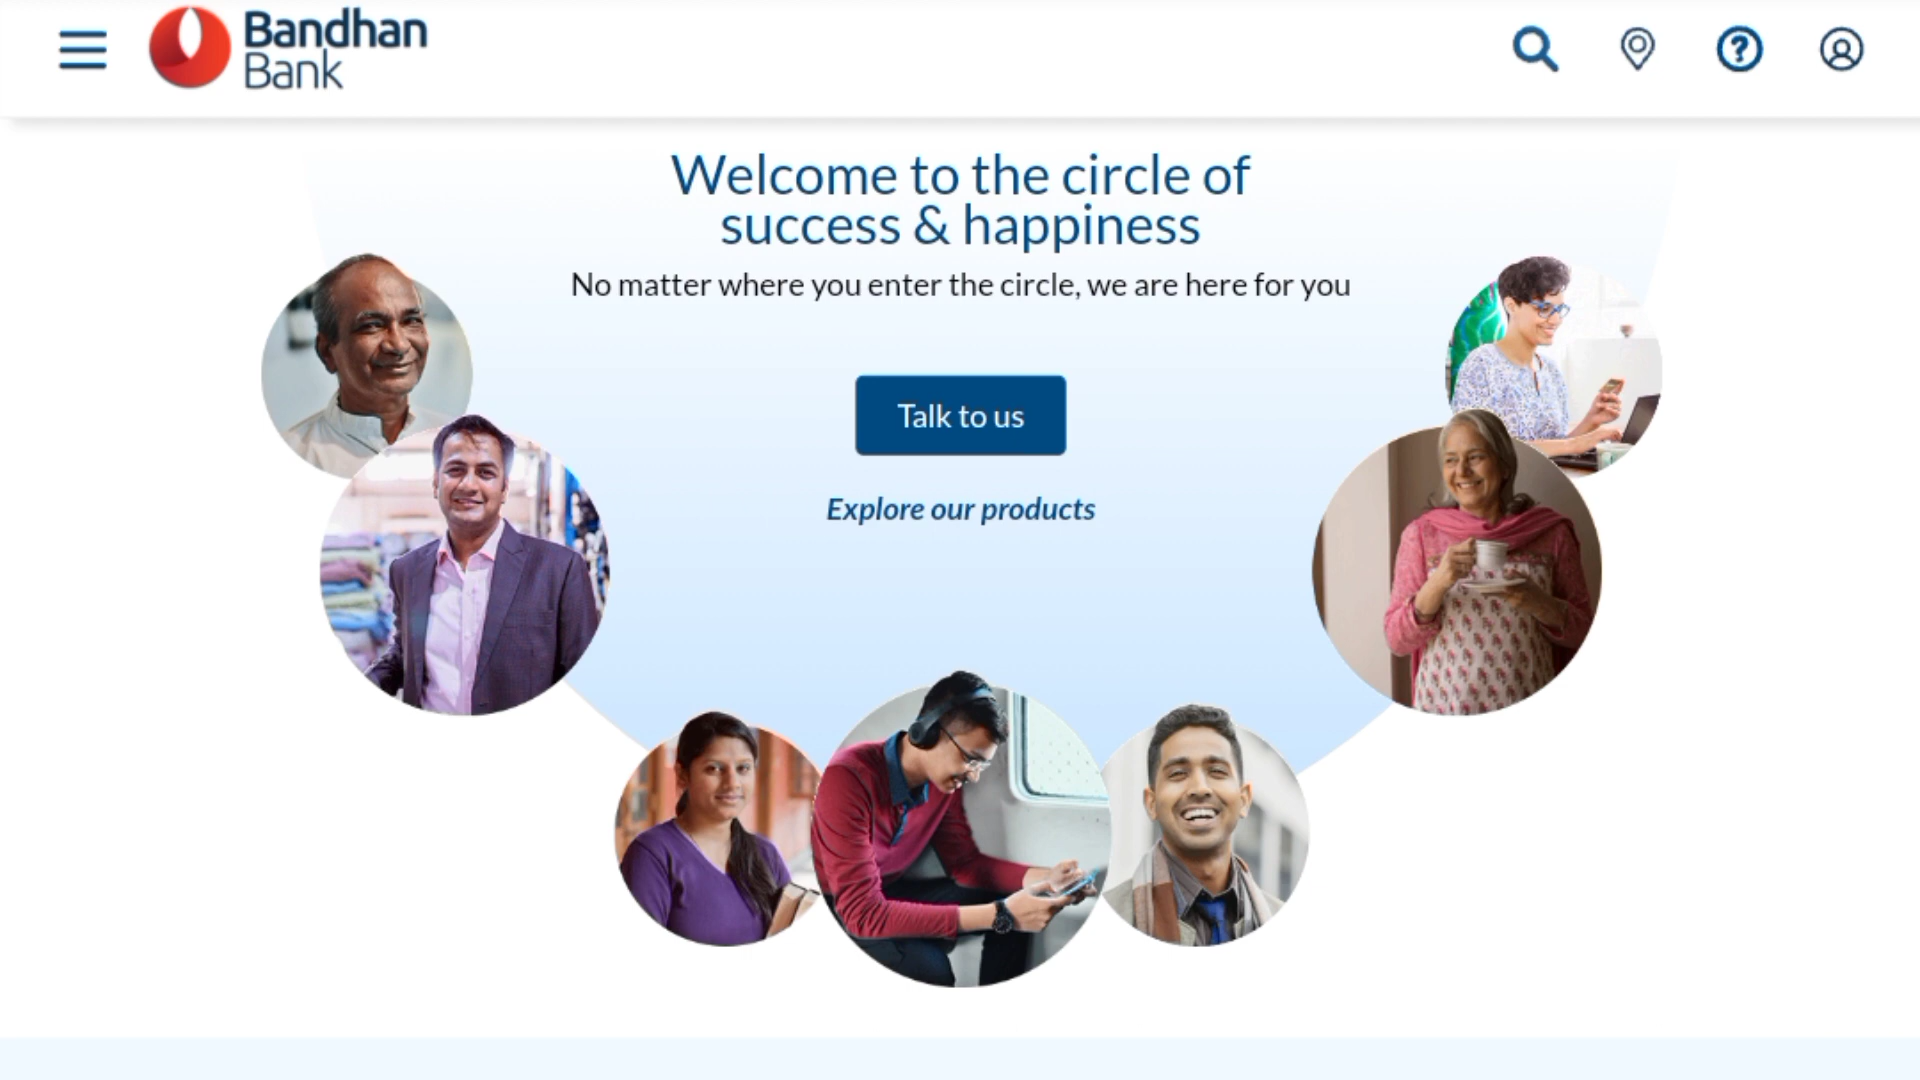 Bandhan
Bank
Welcome to the circle of
success & happiness
No matter where you enter the circle, we are here for you
Talk to us
Explore our products